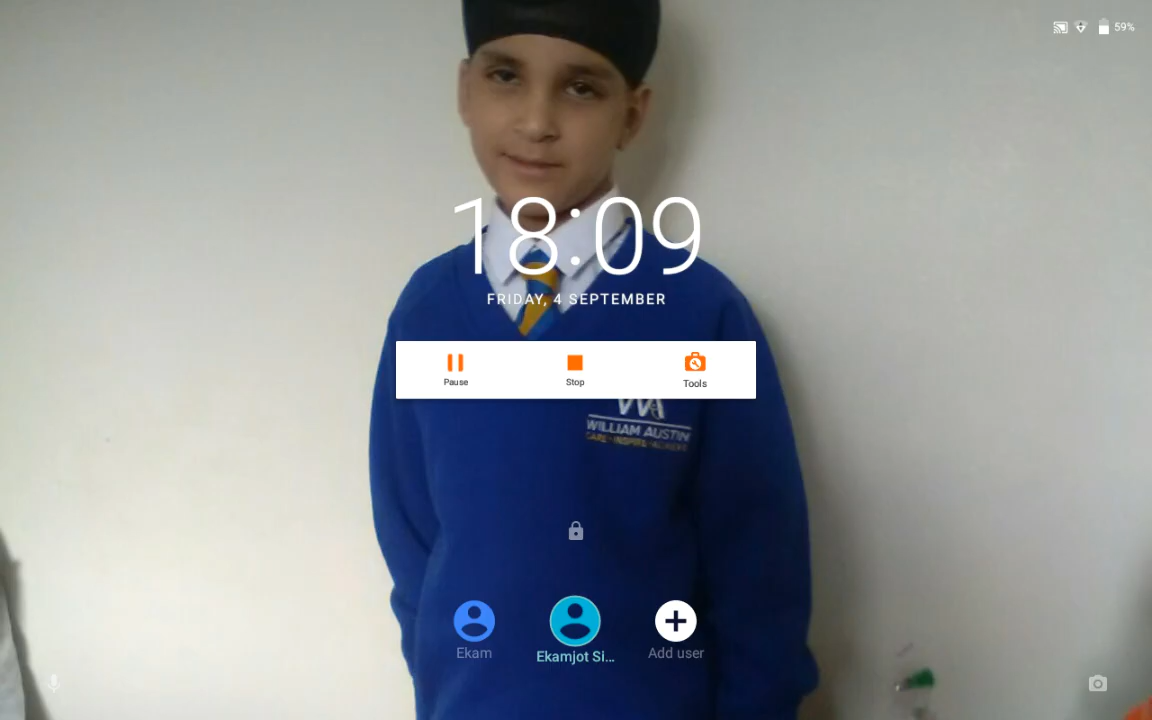 59%
18:09
FRIDAY, 4 SEPTEMBER
Pause Stop Tools
WILLIAM AUSTIN
Ekam Ekamjot Si... Add user